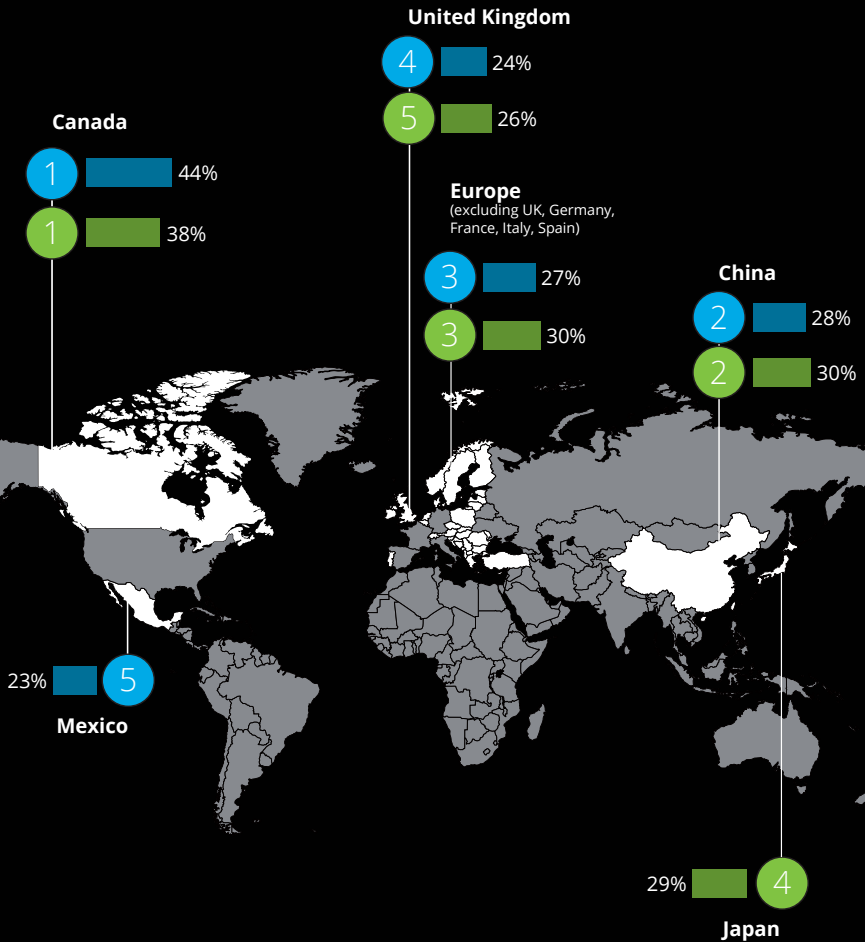 United Kingdom
4 24%
5 26%
Canada
1 44%
1 38%
Europe
(excluding UK, Germany,
France, Italy, Spain)
3 27%
3 30%
China
2 28%
2 30%
23% 5
Mexico
29% 4
Japan